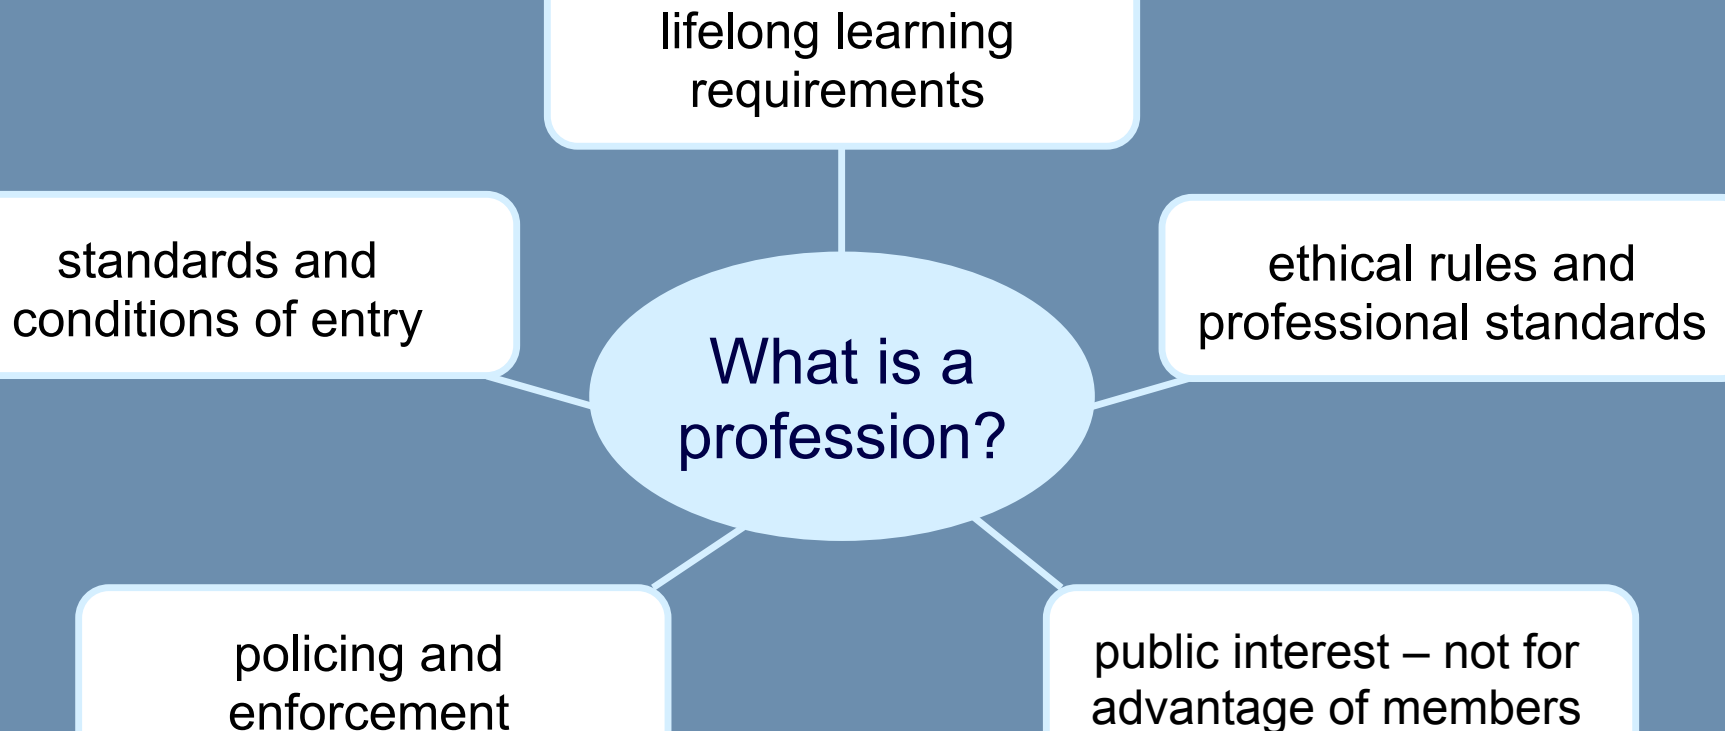 lifelong learning
requirements
standards and
conditions of entry
ethical rules and
professional standards
What is a
profession?
policing and
enforcement
public interest – not for
advantage of members